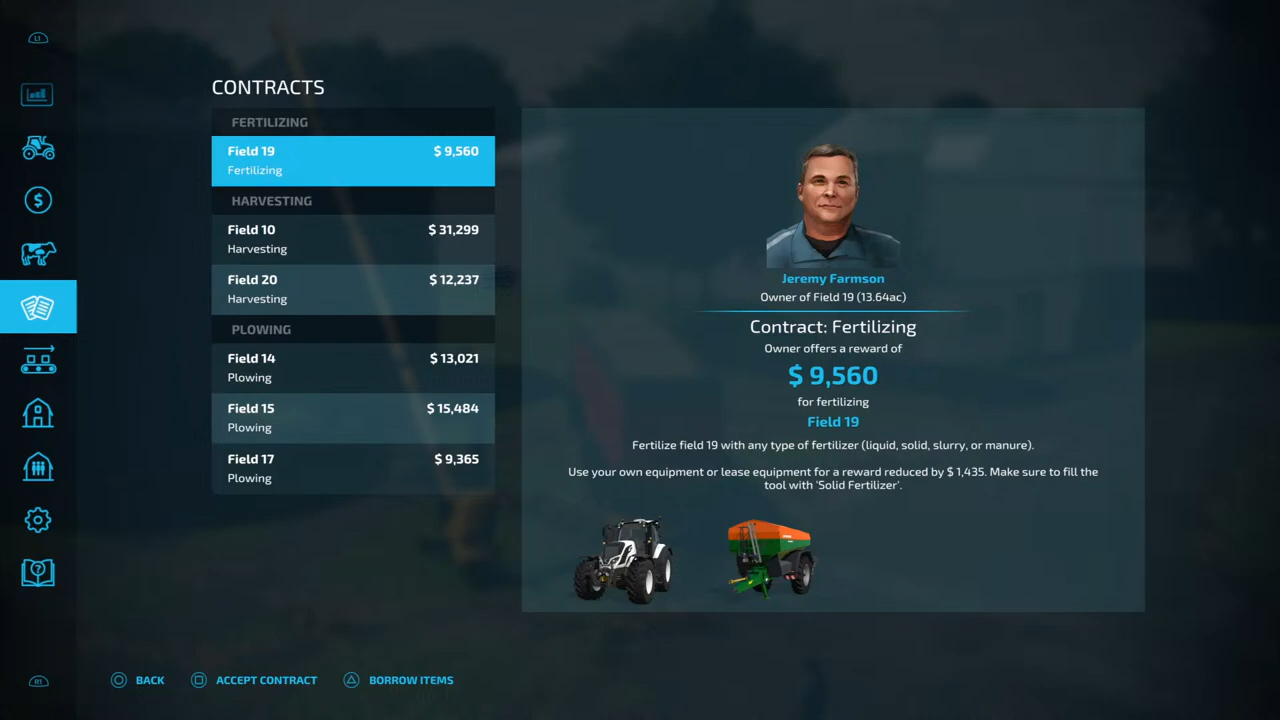 L1
CONTRACTS
FERTILIZING
Field 19 $ 9,560
Fertilizing
HARVESTING
Field 10 $ 31,299
Harvesting
Field 20 $ 12,237
Harvesting
PLOWING
Field 14 $ 13,021
Plowing
Field 15 $ 15,484
Plowing
Field 17 $ 9,365
Plowing
Jeremy Farmson
Owner of Field 19 (13.64ac)
Contract: Fertilizing
Owner offers a reward of
$ 9,560
for fertilizing
Field 19
Fertilize field 19 with any type of fertilizer (liquid, solid, slurry, or manure).
Use your own equipment or lease equipment for a reward reduced by $ 1,435. Make sure to fill the
tool with 'Solid Fertilizer'.
R1
BACK ACCEPT CONTRACT BORROW ITEMS